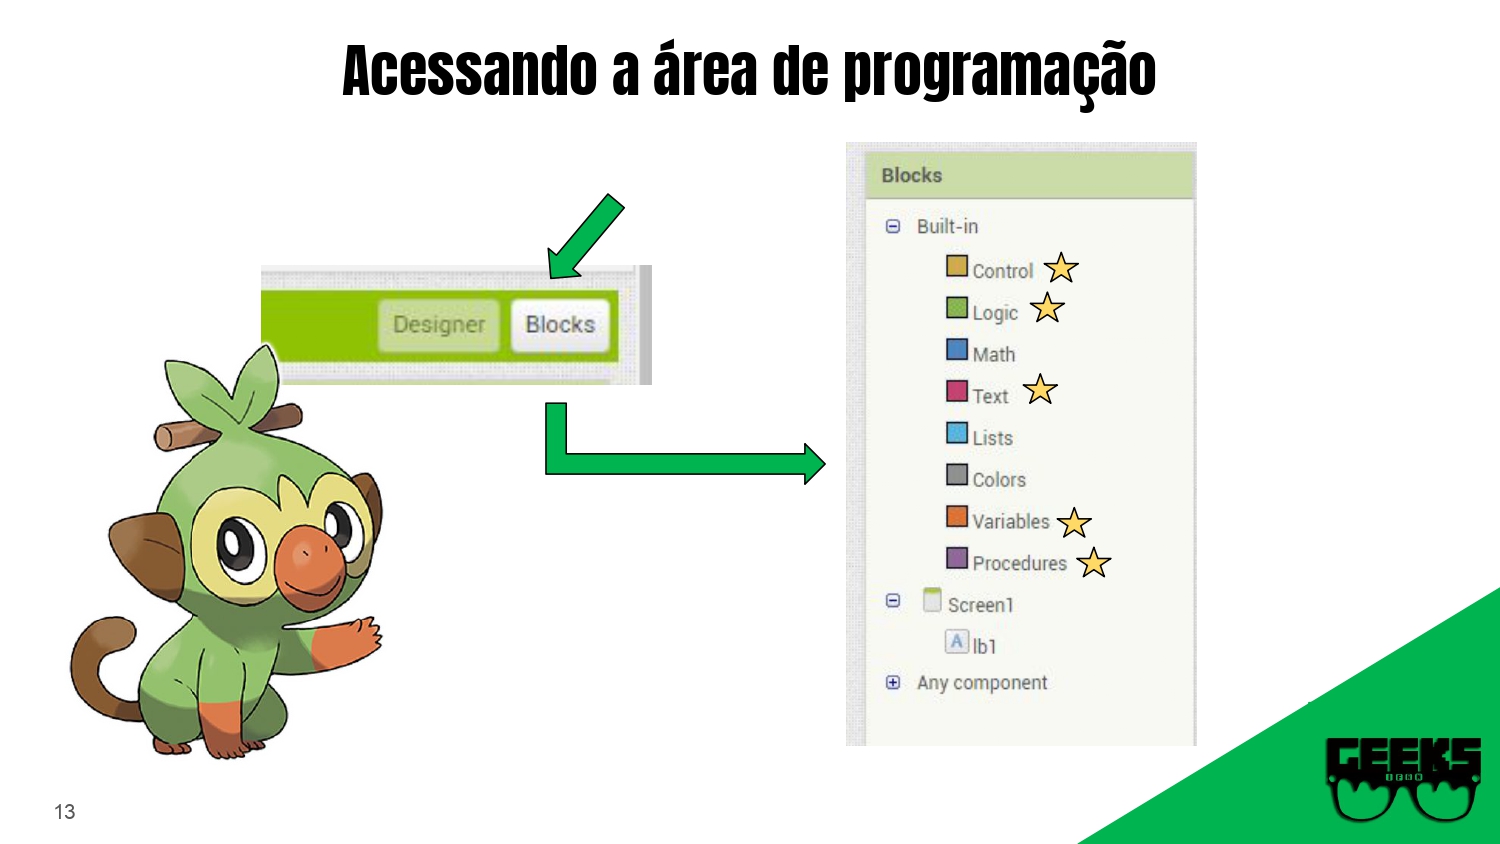 Acessando a área de programação
Designer
Blocks
Blocks
Built-in
Control
Logic
Math
Text
Lists
Colors
Variables
Procedures
Screen1
A
lb1
Any component
GEEKS
13